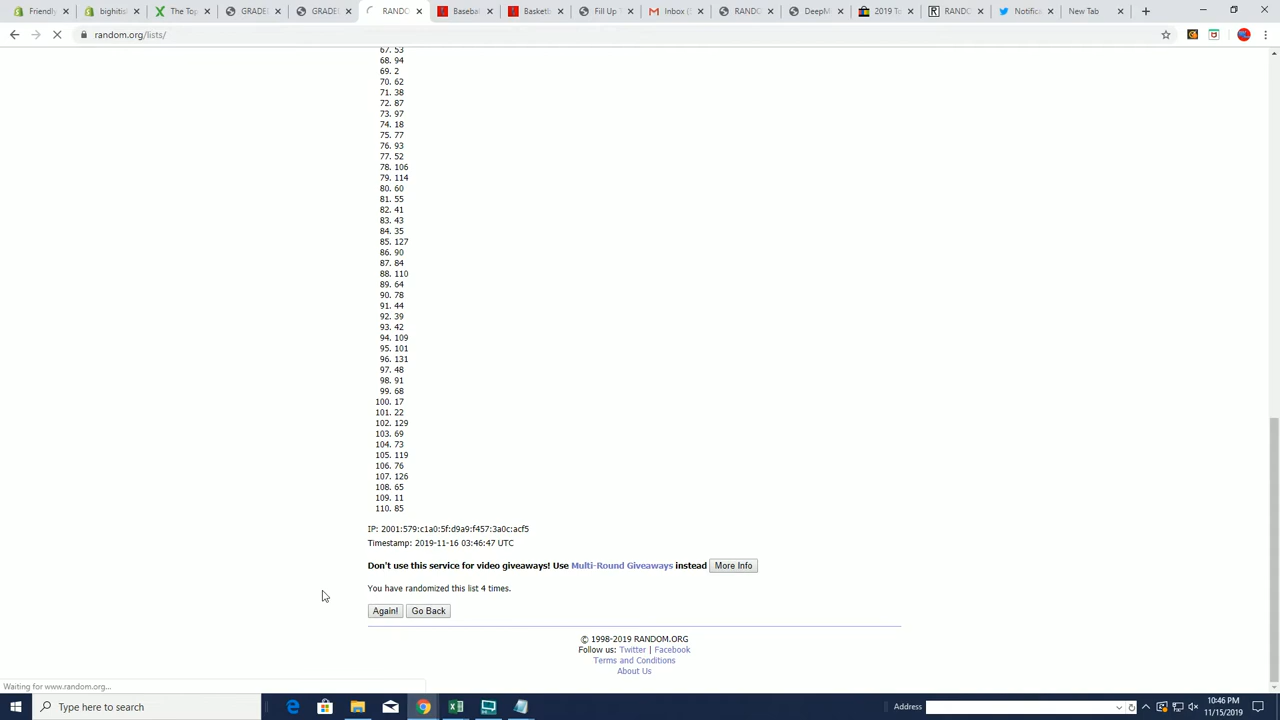 Friendly
bighitsi
The Top
GRADE
GRADE
RANDO
Baseba
Basketb
Fill Up T
Inbox (1
RANDO
DeepM
2019 To
RANDO
Notifica
New Tab
random.org/lists/
67. 53
68. 94
69. 2
70. 62
71. 38
72. 87
73. 97
74. 18
75. 77
76. 93
77. 52
78. 106
79. 114
80. 60
81. 55
82. 41
83. 43
84. 35
85. 127
86. 90
87. 84
88. 110
89. 64
90. 78
91. 44
92. 39
93. 42
94. 109
95. 101
96. 131
97. 48
98. 91
99. 68
100. 17
101. 22
102. 129
103. 69
104. 73
105. 119
106. 76
107. 126
108. 65
109. 11
110. 85
IP: 2001:579:c1a0:5f:d9a9:f457:3a0c:acf5
Timestamp: 2019-11-16 03:46:47 UTC
Don't use this service for video giveaways! Use Multi-Round Giveaways instead More Info
You have randomized this list 4 times.
Again! Go Back
© 1998-2019 RANDOM.ORG
Follow us: Twitter | Facebook
Terms and Conditions
About Us
Waiting for www.random.org...
Type here to search
Address
10:46 PM
11/15/2019